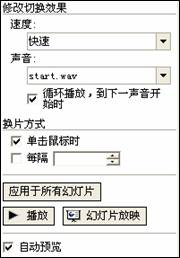 修改切换效果
速度：
快速
声音：
start.wav
循环播放，到下一声音开
始时
换片方式
单击鼠标时
每隔
应用于所有幻灯片
播放
幻灯片放映
自动预览